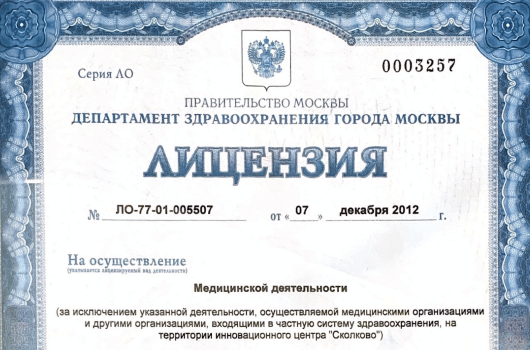 Серия ЛО
0003257
ПРАВИТЕЛЬСТВО МОСКВЫ
ДЕПАРТАМЕНТ ЗДРАВООХРАНЕНИЯ ГОРОДА МОСКВЫ
ЛИЦЕНЗИЯ
№ ЛО-77-01-005507 от «07» декабря 2012 г.
На осуществление
(указывается лицензируемый вид деятельности)
Медицинской деятельности
(за исключением указанной деятельности, осуществляемой медицинскими организациями
и другими организациями, входящими в частную систему здравоохранения, на
территории инновационного центра "Сколково")